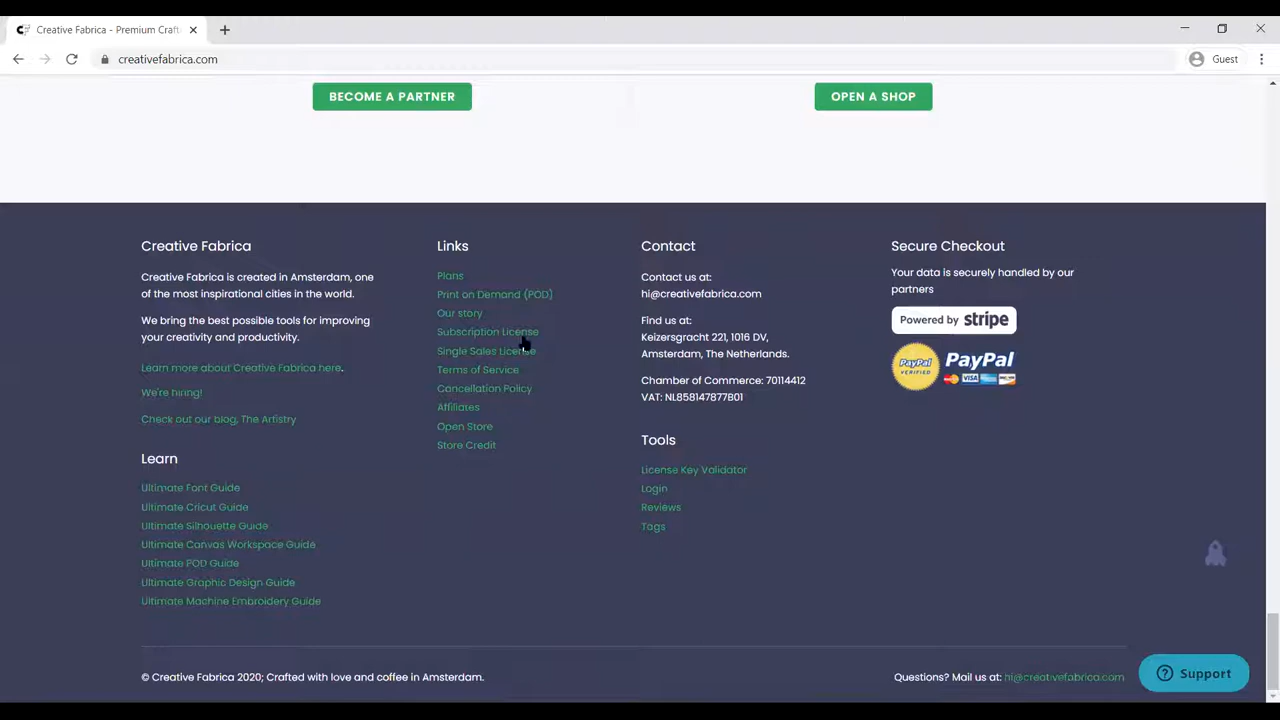 Creative Fabrica - Premium Craft
creativefabrica.com
Guest
BECOME A PARTNER
OPEN A SHOP
Creative Fabrica
Creative Fabrica is created in Amsterdam, one
of the most inspirational cities in the world.
We bring the best possible tools for improving
your creativity and productivity.
Learn more about Creative Fabrica here.
We're hiring!
Check out our blog, The Artistry
Learn
Ultimate Font Guide
Ultimate Cricut Guide
Ultimate Silhouette Guide
Ultimate Canvas Workspace Guide
Ultimate POD Guide
Ultimate Graphic Design Guide
Ultimate Machine Embroidery Guide
Links
Plans
Print on Demand (POD)
Our story
Subscription License
Single Sales License
Terms of Service
Cancellation Policy
Affiliates
Open Store
Store Credit
Contact
Contact us at:
hi@creativefabrica.com
Find us at:
Keizersgracht 221, 1016 DV,
Amsterdam, The Netherlands.
Chamber of Commerce: 70114412
VAT: NL858147877B01
Tools
License Key Validator
Login
Reviews
Tags
Secure Checkout
Your data is securely handled by our
partners
Powered by stripe
PayPal
VERIFIED
PayPal
VISA
© Creative Fabrica 2020; Crafted with love and coffee in Amsterdam.
Questions? Mail us at: hi@creativefabrica.com
Support